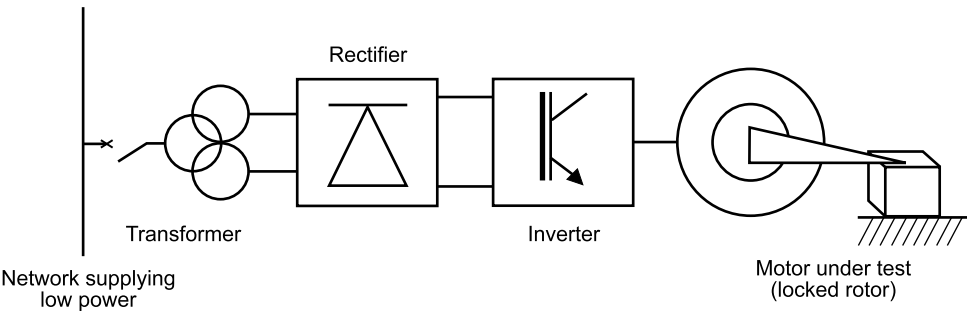 Rectifier
Transformer
Inverter
Network supplying
low power
Motor under test
(locked rotor)